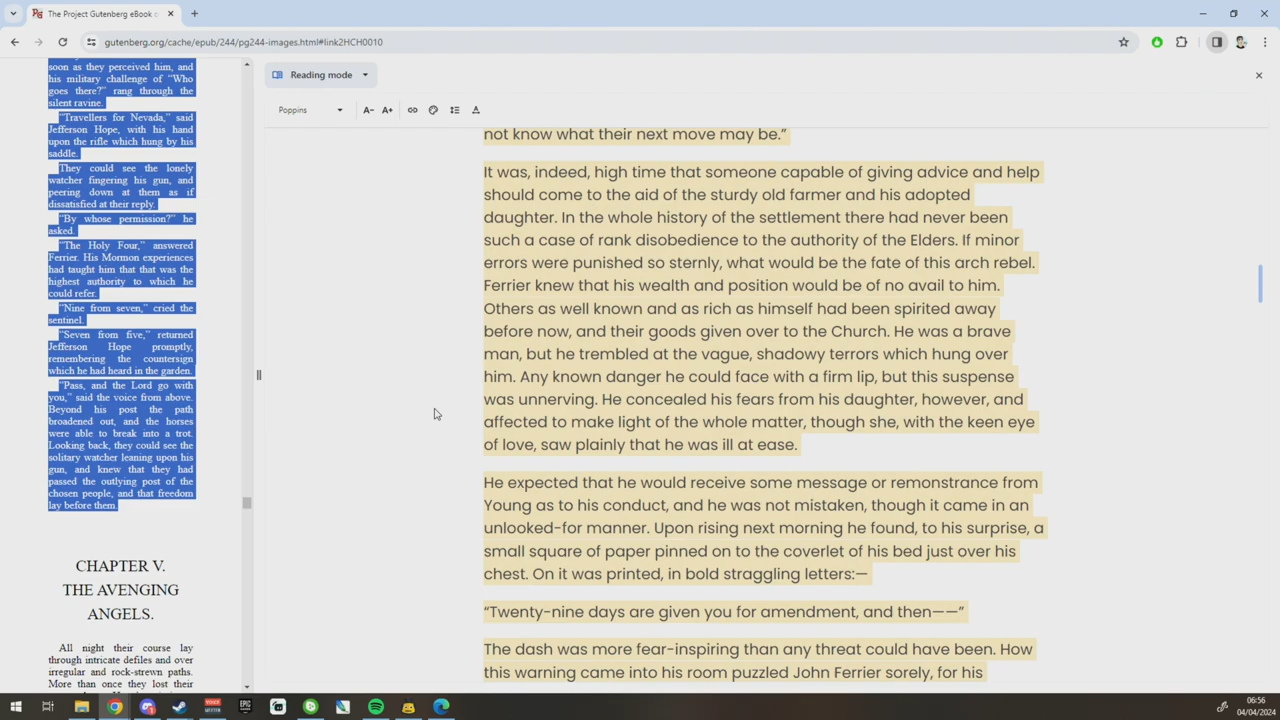 The Project Gutenberg eBook o
gutenberg.org/cache/epub/244/pg244-images.html#link2HCH0010
soon as they perceived him, and
his military challenge of “Who
goes there?” rang through the
silent ravine.
“Travellers for Nevada,” said
Jefferson Hope, with his hand
upon the rifle which hung by his
saddle.
They could see the lonely
watcher fingering his gun, and
peering down at them as if
dissatisfied at their reply.
“By whose permission?” he
asked.
“The Holy Four,” answered
Ferrier. His Mormon experiences
had taught him that that was the
highest authority to which he
could refer.
“Nine from seven,” cried the
sentinel.
“Seven from five,” returned
Jefferson Hope promptly,
remembering the countersign
which he had heard in the garden.
“Pass, and the Lord go with
you,” said the voice from above.
Beyond his post the path
broadened out, and the horses
were able to break into a trot.
Looking back, they could see the
solitary watcher leaning upon his
gun, and knew that they had
passed the outlying post of the
chosen people, and that freedom
lay before them.
CHAPTER V.
THE AVENGING
ANGELS.
All night their course lay
through intricate defiles and over
irregular and rock-strewn paths.
More than once they lost their
Reading mode
Poppins
A-
A+
not know what their next move may be.”
It was, indeed, high time that someone capable of giving advice and help
should come to the aid of the sturdy old farmer and his adopted
daughter. In the whole history of the settlement there had never been
such a case of rank disobedience to the authority of the Elders. If minor
errors were punished so sternly, what would be the fate of this arch rebel.
Ferrier knew that his wealth and position would be of no avail to him.
Others as well known and as rich as himself had been spirited away
before now, and their goods given over to the Church. He was a brave
man, but he trembled at the vague, shadowy terrors which hung over
him. Any known danger he could face with a firm lip, but this suspense
was unnerving. He concealed his fears from his daughter, however, and
affected to make light of the whole matter, though she, with the keen eye
of love, saw plainly that he was ill at ease.
He expected that he would receive some message or remonstrance from
Young as to his conduct, and he was not mistaken, though it came in an
unlooked-for manner. Upon rising next morning he found, to his surprise, a
small square of paper pinned on to the coverlet of his bed just over his
chest. On it was printed, in bold straggling letters:—
“Twenty-nine days are given you for amendment, and then——”
The dash was more fear-inspiring than any threat could have been. How
this warning came into his room puzzled John Ferrier sorely, for his
06:56
04/04/2024